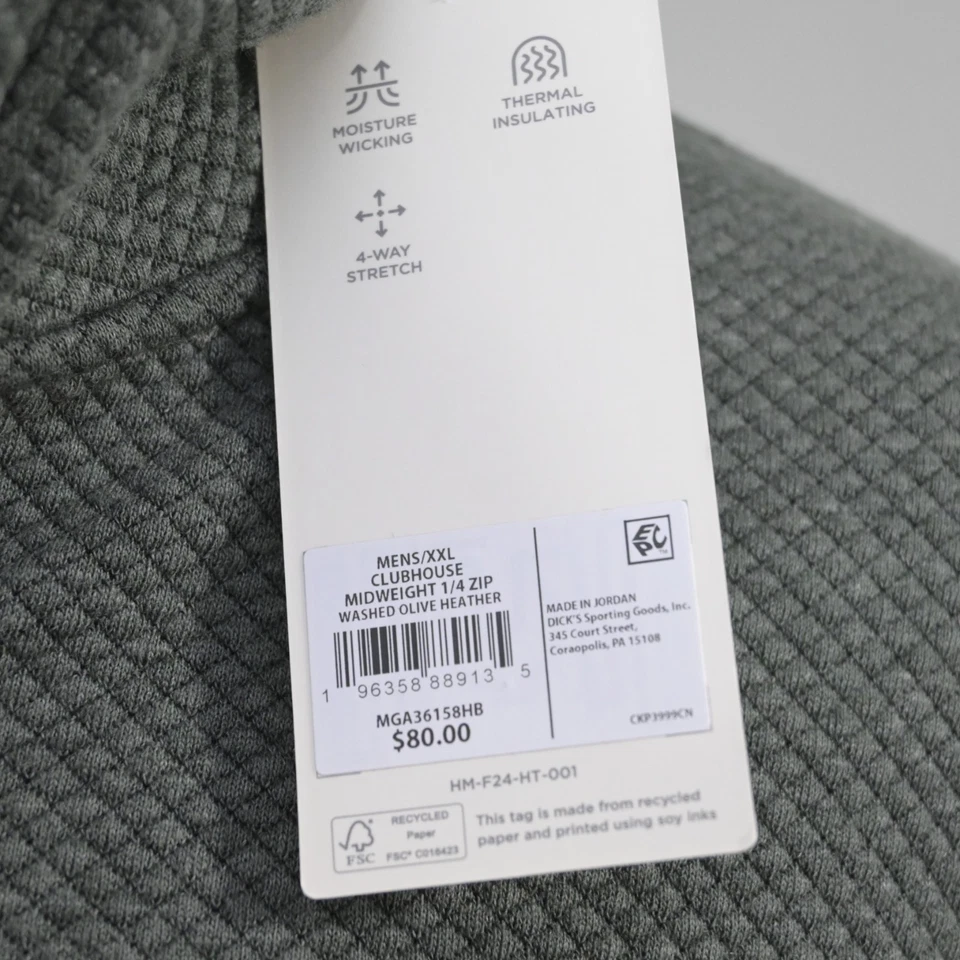 MOISTURE
WICKING
THERMAL
INSULATING
4-WAY
STRETCH
MENS/XXL
CLUBHOUSE
MIDWEIGHT 1/4 ZIP
WASHED OLIVE HEATHER
1 96358 88913 5
MGA36158HB
$80.00
EPC™
MADE IN JORDAN
DICK'S Sporting Goods, Inc.
345 Court Street,
Coraopolis, PA 15108
CKP3999CN
HM-F24-HT-001
FSC
RECYCLED
Paper
FSC® C016423
This tag is made from recycled
paper and printed using soy inks